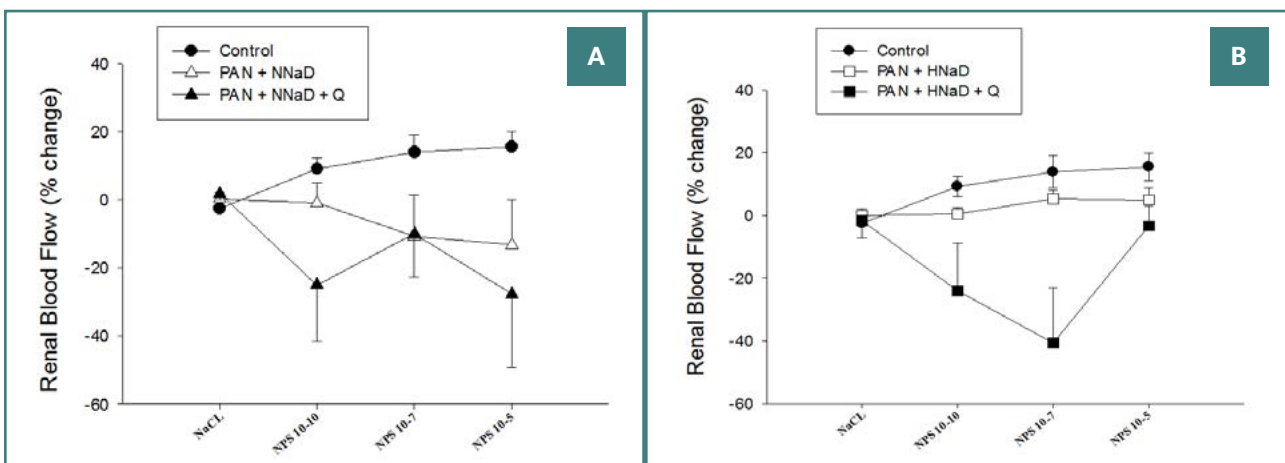 Control
PAN + NNaD
PAN + NNaD + Q
A
40
20
0
-20
-40
-60
Renal Blood Flow (% change)
NaCL
NPS 10-10
NPS 10-7
NPS 10-5
Control
PAN + HNaD
PAN + HNaD + Q
B
40
20
0
-20
-40
-60
Renal Blood Flow (% change)
NaCL
NPS 10-10
NPS 10-7
NPS 10-5